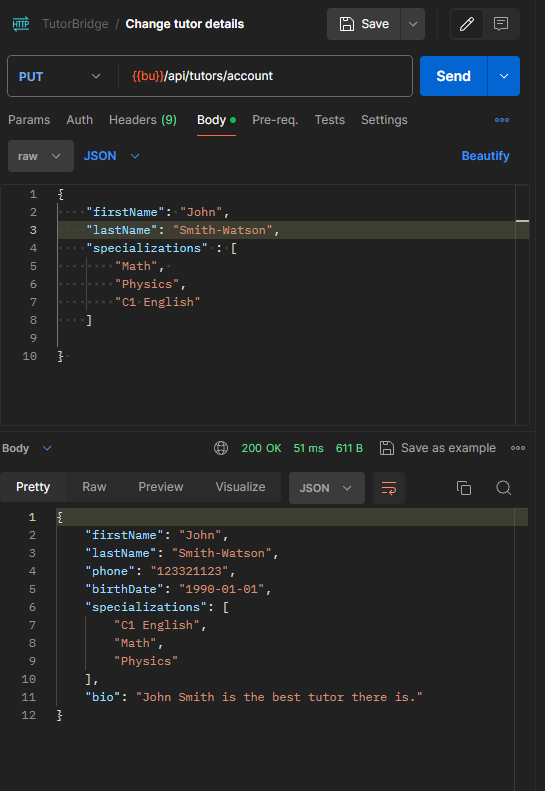 HTTP TutorBridge / Change tutor details Save
PUT {{bu}}/api/tutors/account Send
Params Auth Headers (9) Body Pre-req. Tests Settings
raw JSON Beautify
1 {
2 "firstName": "John",
3 "lastName": "Smith-Watson",
4 "specializations" : [
5 "Math",
6 "Physics",
7 "C1 English"
8 ]
9
10 }
Body 200 OK 51 ms 611 B Save as example
Pretty Raw Preview Visualize JSON
1 {
2 "firstName": "John",
3 "lastName": "Smith-Watson",
4 "phone": "123321123",
5 "birthDate": "1990-01-01",
6 "specializations": [
7 "C1 English",
8 "Math",
9 "Physics"
10 ],
11 "bio": "John Smith is the best tutor there is."
12 }